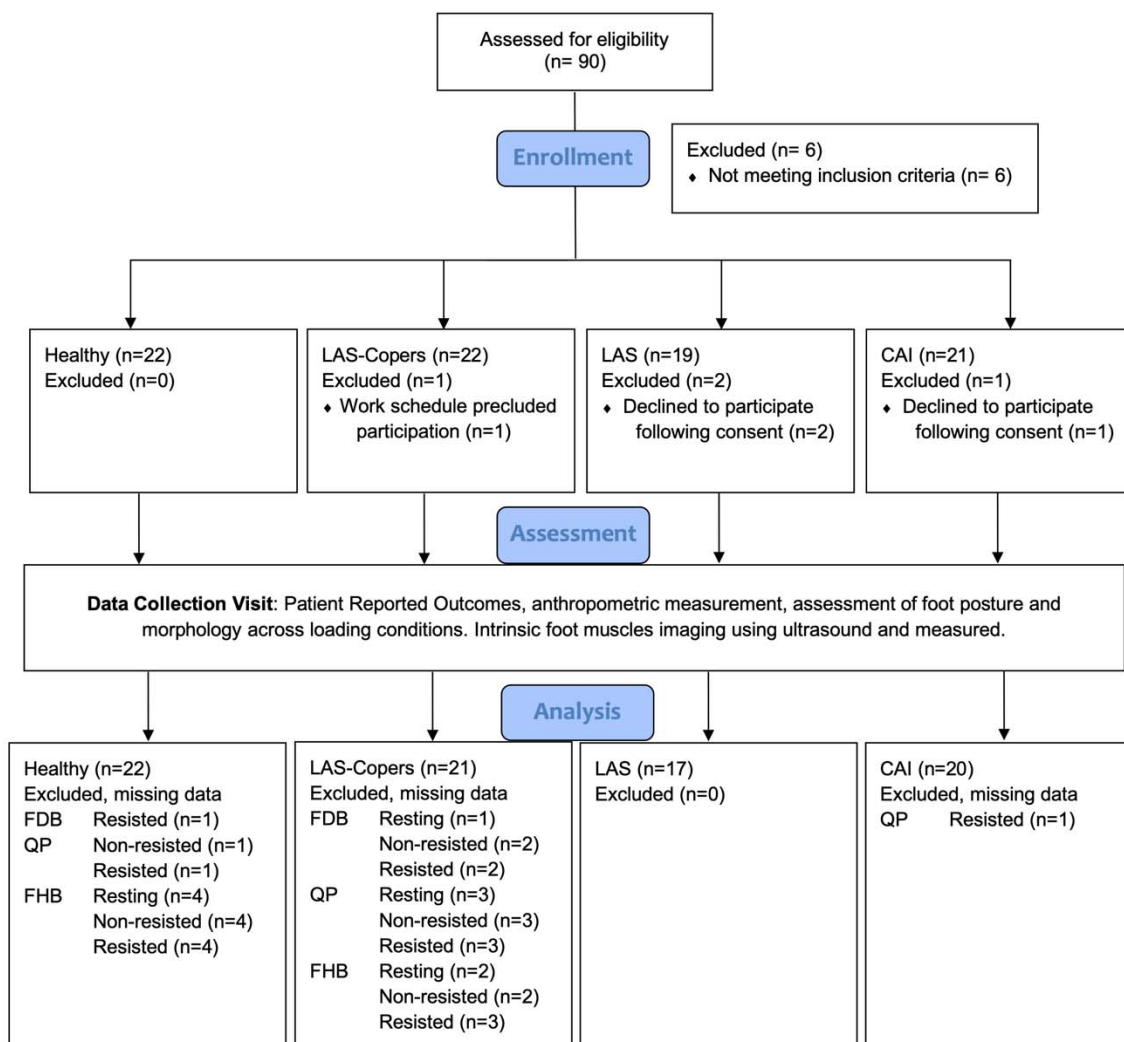 Assessed for eligibility
(n= 90)
Enrollment
Excluded (n= 6)
♦ Not meeting inclusion criteria (n= 6)
Healthy (n=22)
Excluded (n=0)
LAS-Copers (n=22)
Excluded (n=1)
♦ Work schedule precluded
participation (n=1)
LAS (n=19)
Excluded (n=2)
♦ Declined to participate
following consent (n=2)
CAI (n=21)
Excluded (n=1)
♦ Declined to participate
following consent (n=1)
Assessment
Data Collection Visit: Patient Reported Outcomes, anthropometric measurement, assessment of foot posture and
morphology across loading conditions. Intrinsic foot muscles imaging using ultrasound and measured.
Analysis
Healthy (n=22)
Excluded, missing data
FDB Resisted (n=1)
QP Non-resisted (n=1)
Resisted (n=1)
FHB Resting (n=4)
Non-resisted (n=4)
Resisted (n=4)
LAS-Copers (n=21)
Excluded, missing data
FDB Resting (n=1)
Non-resisted (n=2)
Resisted (n=2)
QP Resting (n=3)
Non-resisted (n=3)
Resisted (n=3)
FHB Resting (n=2)
Non-resisted (n=2)
Resisted (n=3)
LAS (n=17)
Excluded (n=0)
CAI (n=20)
Excluded, missing data
QP Resisted (n=1)